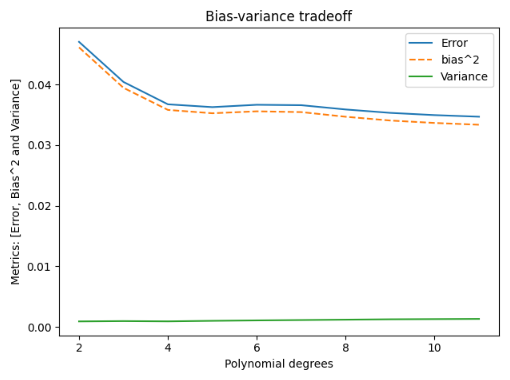 Bias-variance tradeoff
Error
bias^2
Variance
Metrics: [Error, Bias^2 and Variance]
0.04
0.03
0.02
0.01
0.00
2
4
6
8
10
Polynomial degrees